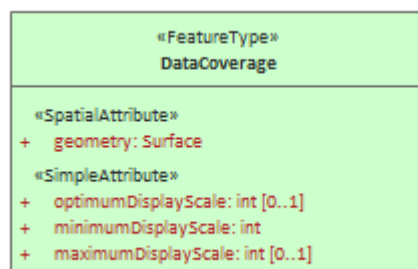 «FeatureType»
DataCoverage
«SpatialAttribute»
+ geometry: Surface
«SimpleAttribute»
+ optimumDisplayScale: int [0..1]
+ minimumDisplayScale: int
+ maximumDisplayScale: int [0..1]